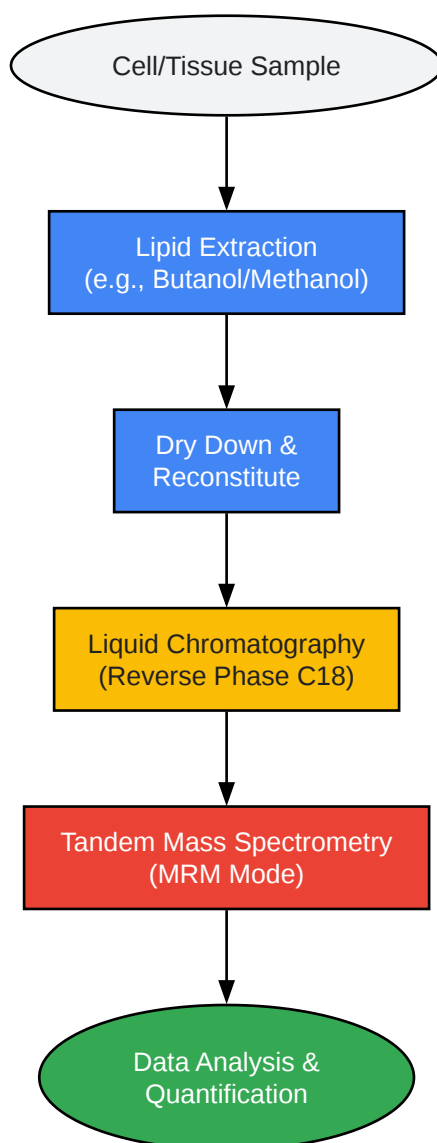 Cell/Tissue Sample
Lipid Extraction
(e.g., Butanol/Methanol)
Dry Down &
Reconstitute
Liquid Chromatography
(Reverse Phase C18)
Tandem Mass Spectrometry
(MRM Mode)
Data Analysis &
Quantification